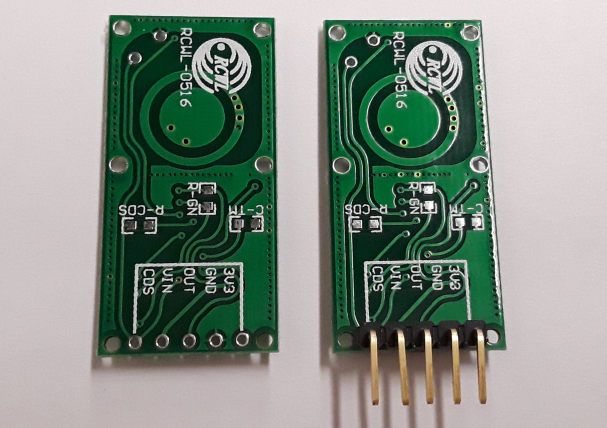 RCWL-0516
RCWL
R-GN
R-CDS
C-TM
CDS
VIN
OUT
GND
3V3
RCWL-0516
RCWL
R-GN
R-CDS
C-TM
CDS
VIN
OUT
GND
3V3